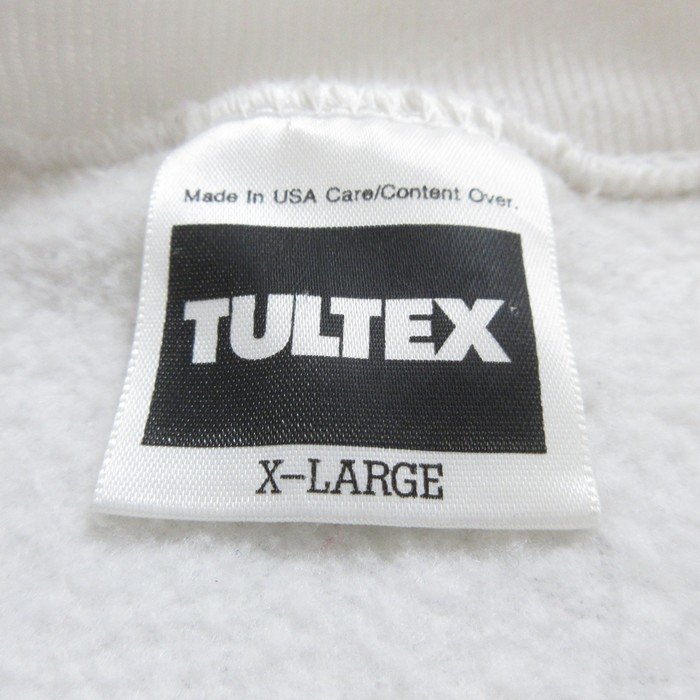 Made In USA Care/Content Over.
TULTEX
X-LARGE